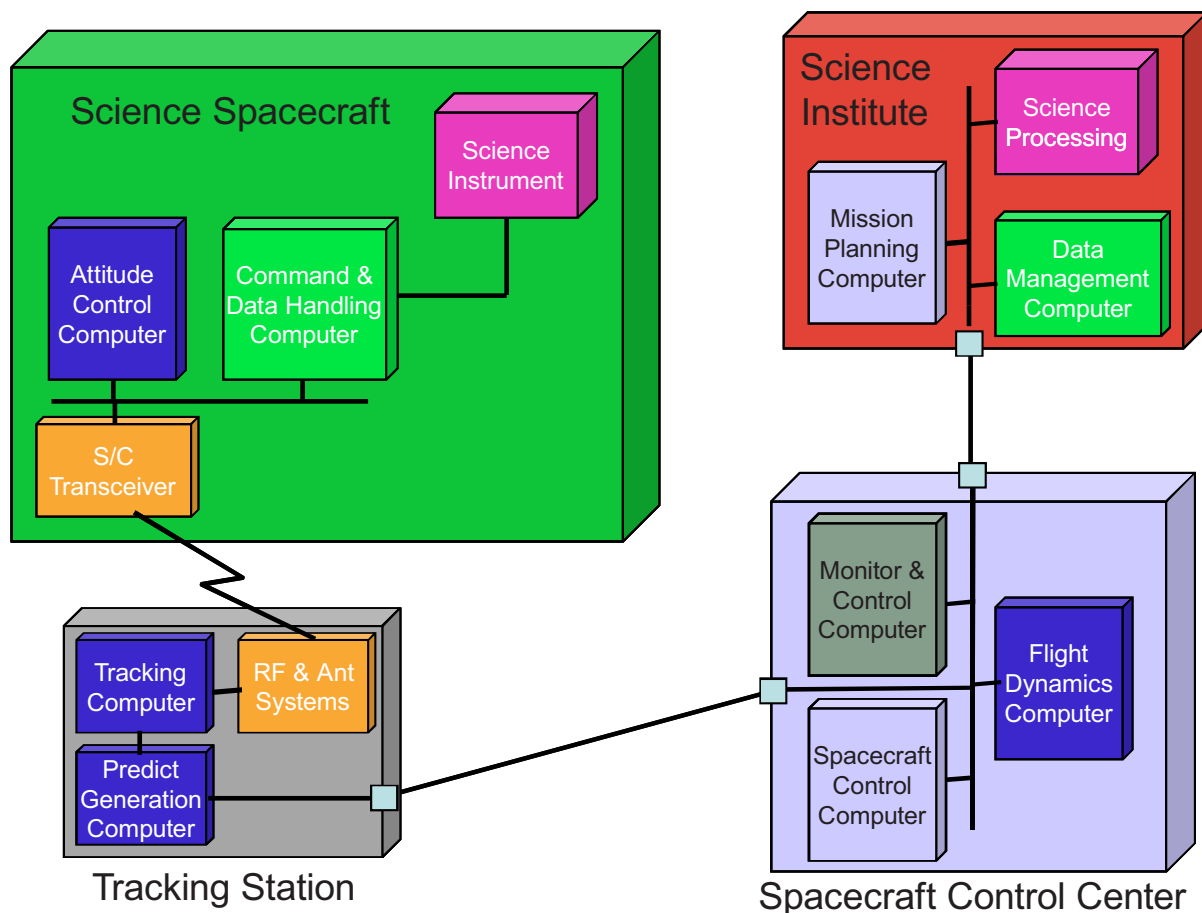 Science Spacecraft
Science
Instrument
Attitude
Control
Computer
Command &
Data Handling
Computer
S/C
Transceiver
Science
Institute
Science
Processing
Mission
Planning
Computer
Data
Management
Computer
Tracking
Computer
RF & Ant
Systems
Predict
Generation
Computer
Tracking Station
Monitor &
Control
Computer
Flight
Dynamics
Computer
Spacecraft
Control
Computer
Spacecraft Control Center